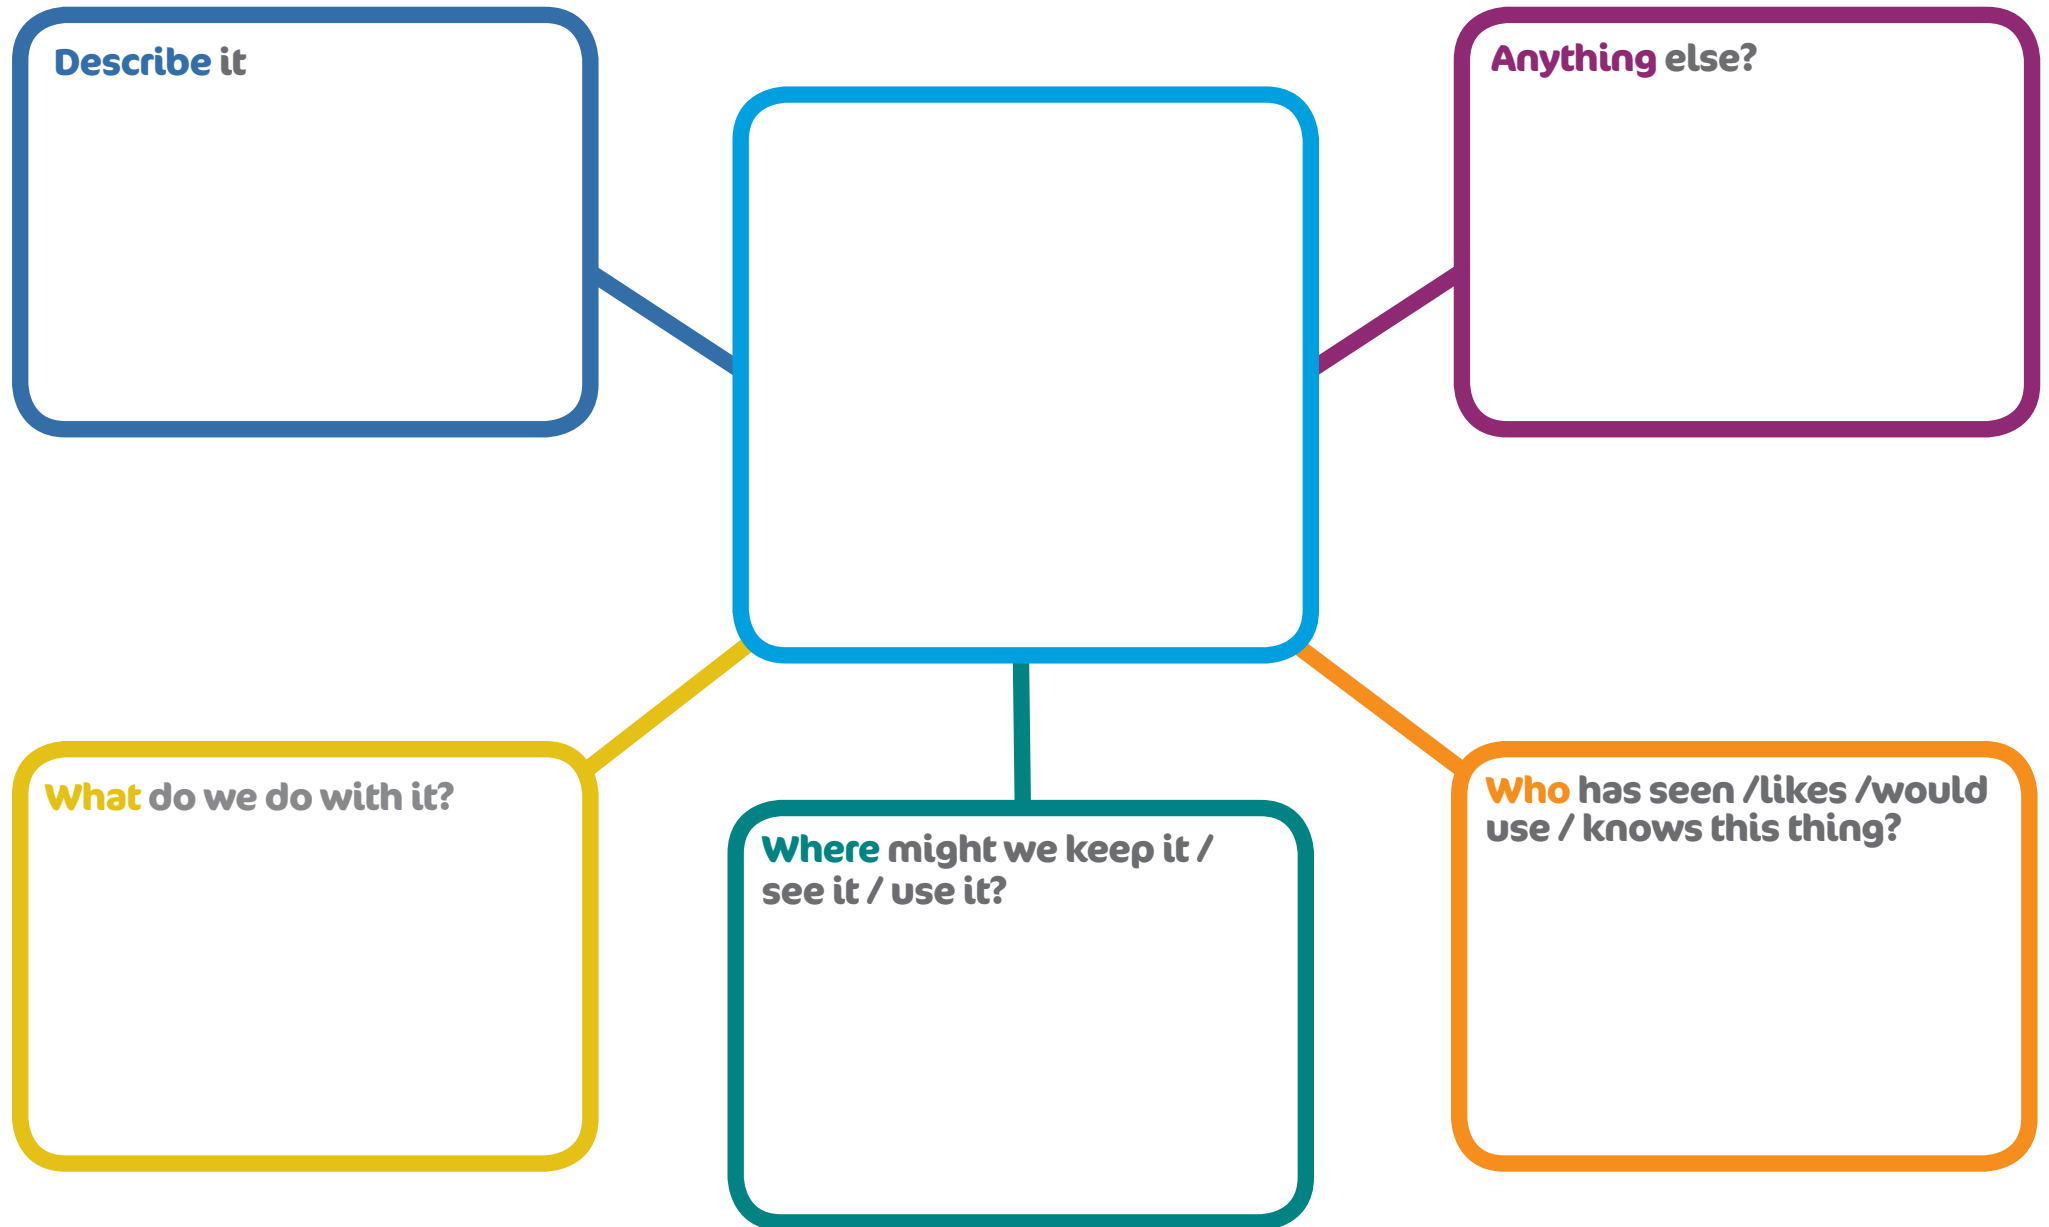 Describe it
Anything else?
What do we do with it?
Where might we keep it /
see it / use it?
Who has seen /likes /would
use / knows this thing?